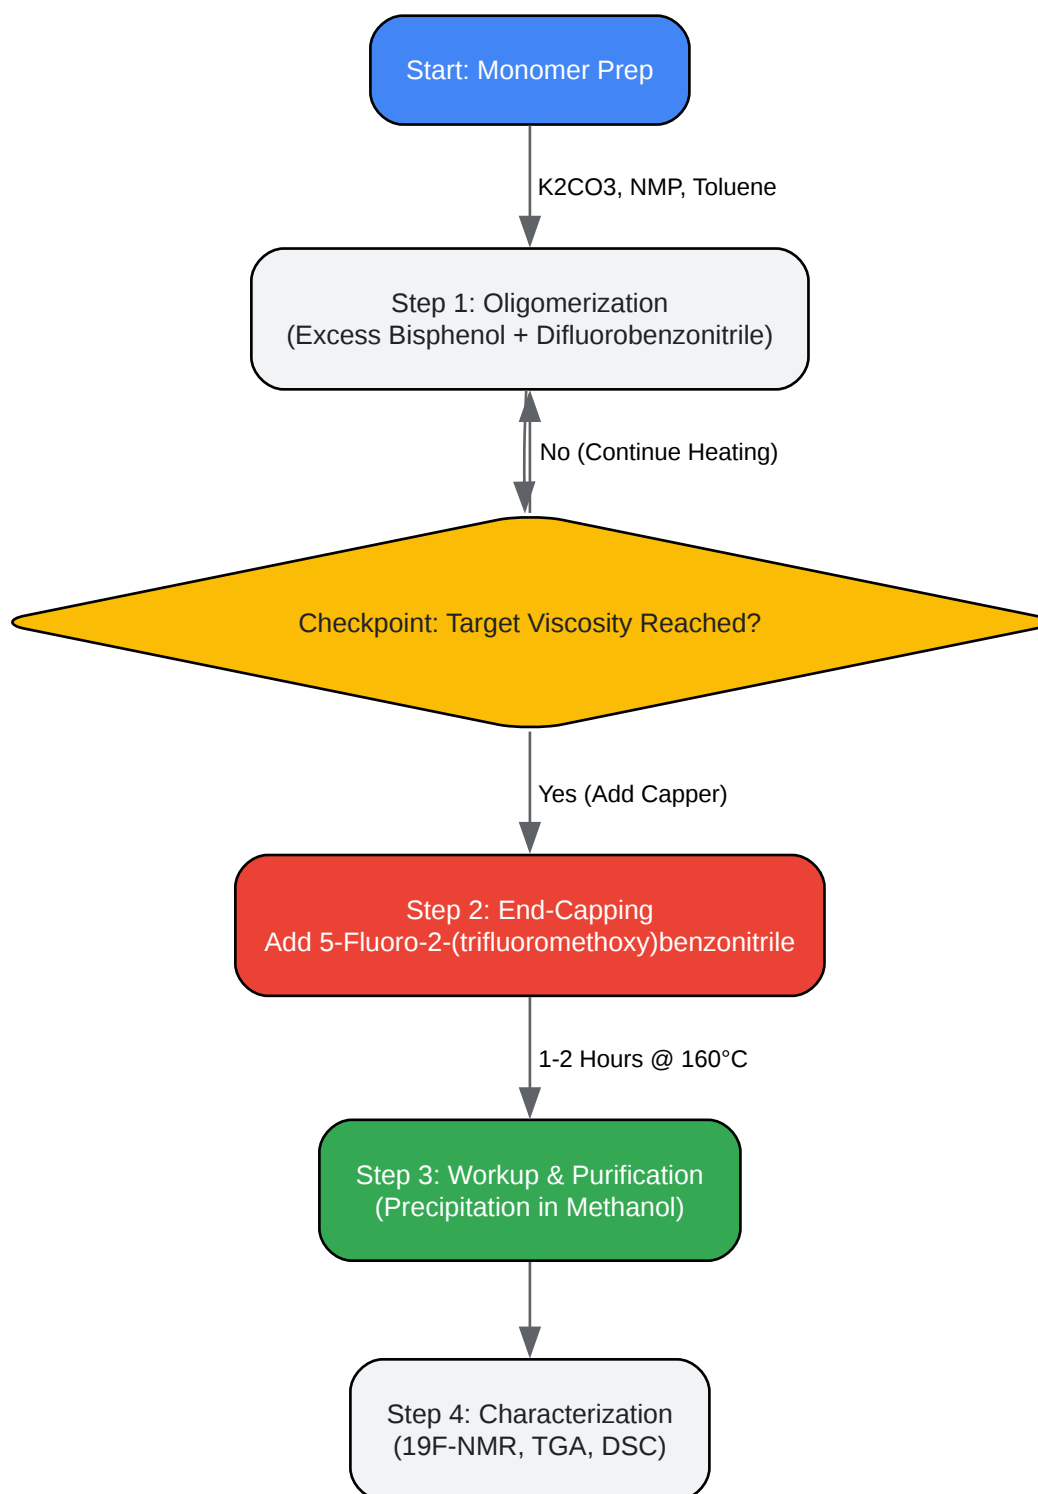 Start: Monomer Prep
K2CO3, NMP, Toluene
Step 1: Oligomerization
(Excess Bisphenol + Difluorobenzonitrile)
No (Continue Heating)
Checkpoint: Target Viscosity Reached?
Yes (Add Capper)
Step 2: End-Capping
Add 5-Fluoro-2-(trifluoromethoxy)benzonitrile
1-2 Hours @ 160°C
Step 3: Workup & Purification
(Precipitation in Methanol)
Step 4: Characterization
(19F-NMR, TGA, DSC)